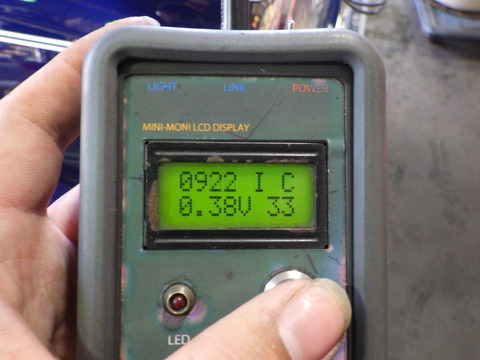 LIGHT LINK POWER
MINI-MONI LCD DISPLAY
0922 I C
0.38V 33
LED